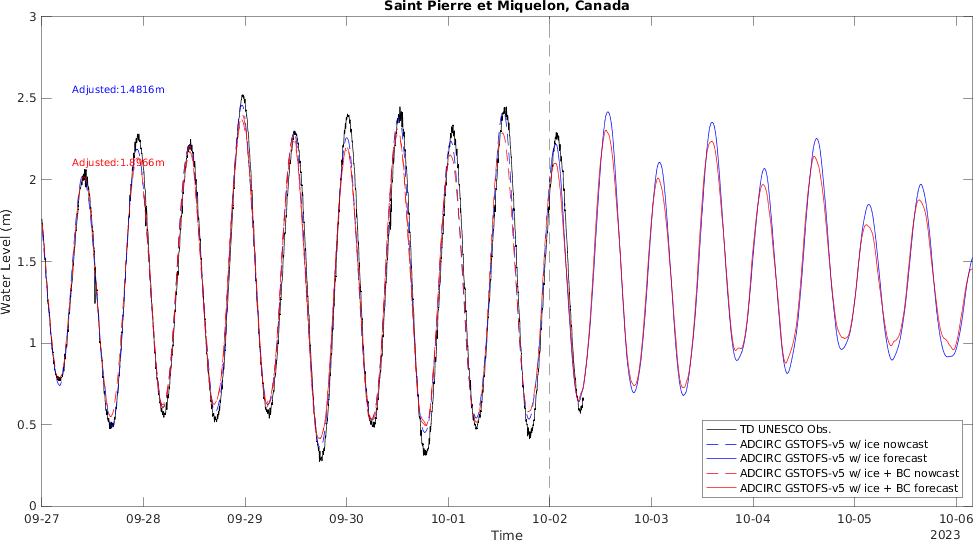 Saint Pierre et Miquelon, Canada
Water Level (m)
3
2.5
2
1.5
1
0.5
0
Adjusted:1.4816m
Adjusted:1.8966m
TD UNESCO Obs.
ADCIRC GSTOFS-v5 w/ ice nowcast
ADCIRC GSTOFS-v5 w/ ice forecast
ADCIRC GSTOFS-v5 w/ ice + BC nowcast
ADCIRC GSTOFS-v5 w/ ice + BC forecast
09-27 09-28 09-29 09-30 10-01 10-02 10-03 10-04 10-05 10-06
Time
2023